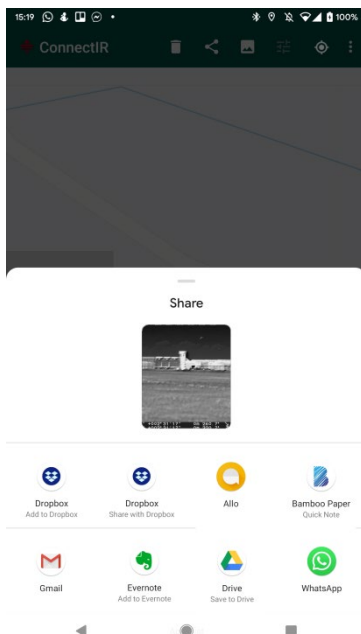 15:19
100%
ConnectIR
Share
Dropbox
Add to Dropbox
Dropbox
Share with Dropbox
Allo
Bamboo Paper
Quick Note
Gmail
Evernote
Add to Evernote
Drive
Save to Drive
WhatsApp